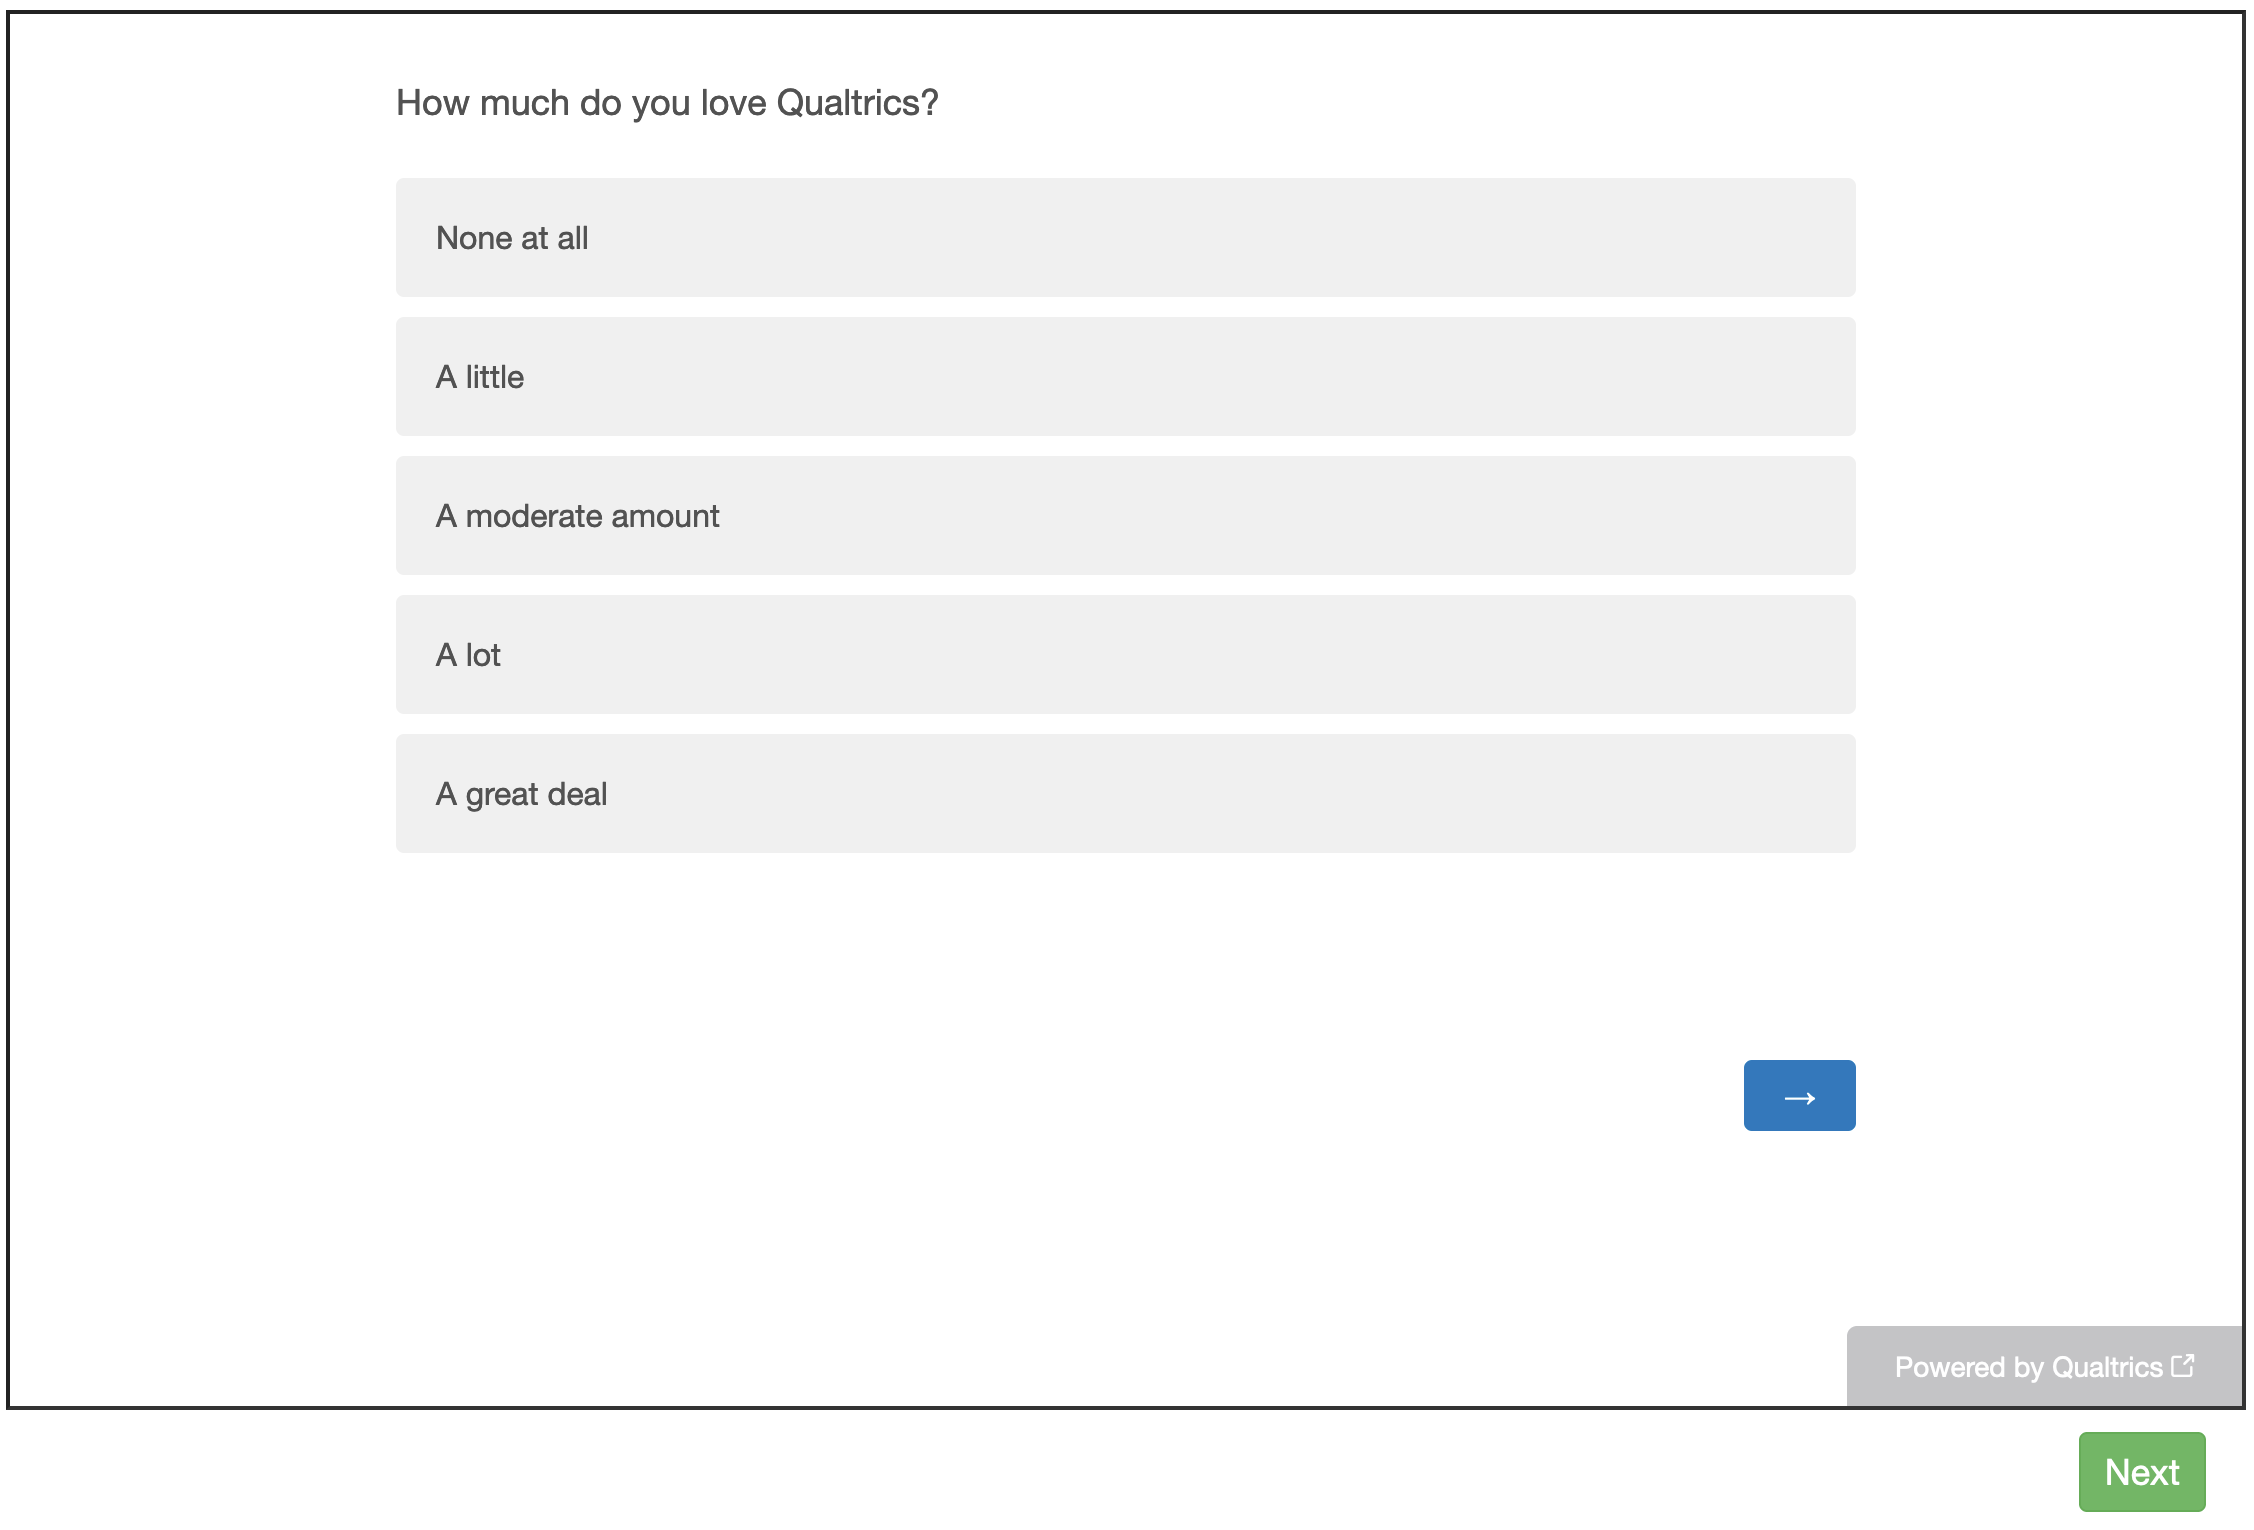 How much do you love Qualtrics?
None at all
A little
A moderate amount
A lot
A great deal
→
Powered by Qualtrics
Next